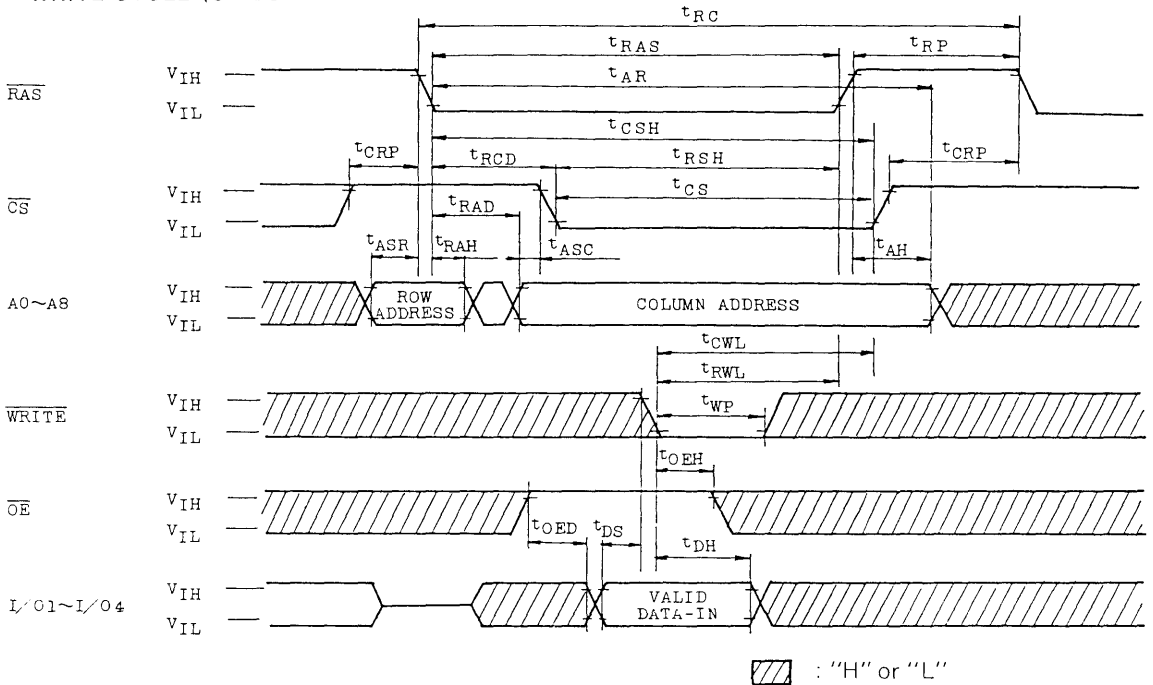 tRC
tRAS
tRP
tAR
RAS
VIH
VIL
tCSH
tCRP
tRCD
tRSH
tCRP
CS
VIH
VIL
tCS
tRAD
tASR
tRAH
tASC
tAH
A0~A8
VIH
VIL
ROW
ADDRESS
COLUMN ADDRESS
tCWL
tRWL
WRITE
VIH
VIL
tWP
tOEH
OE
VIH
VIL
tOED
tDS
tDH
I/O1~I/O4
VIH
VIL
VALID
DATA-IN
: "H" or "L"